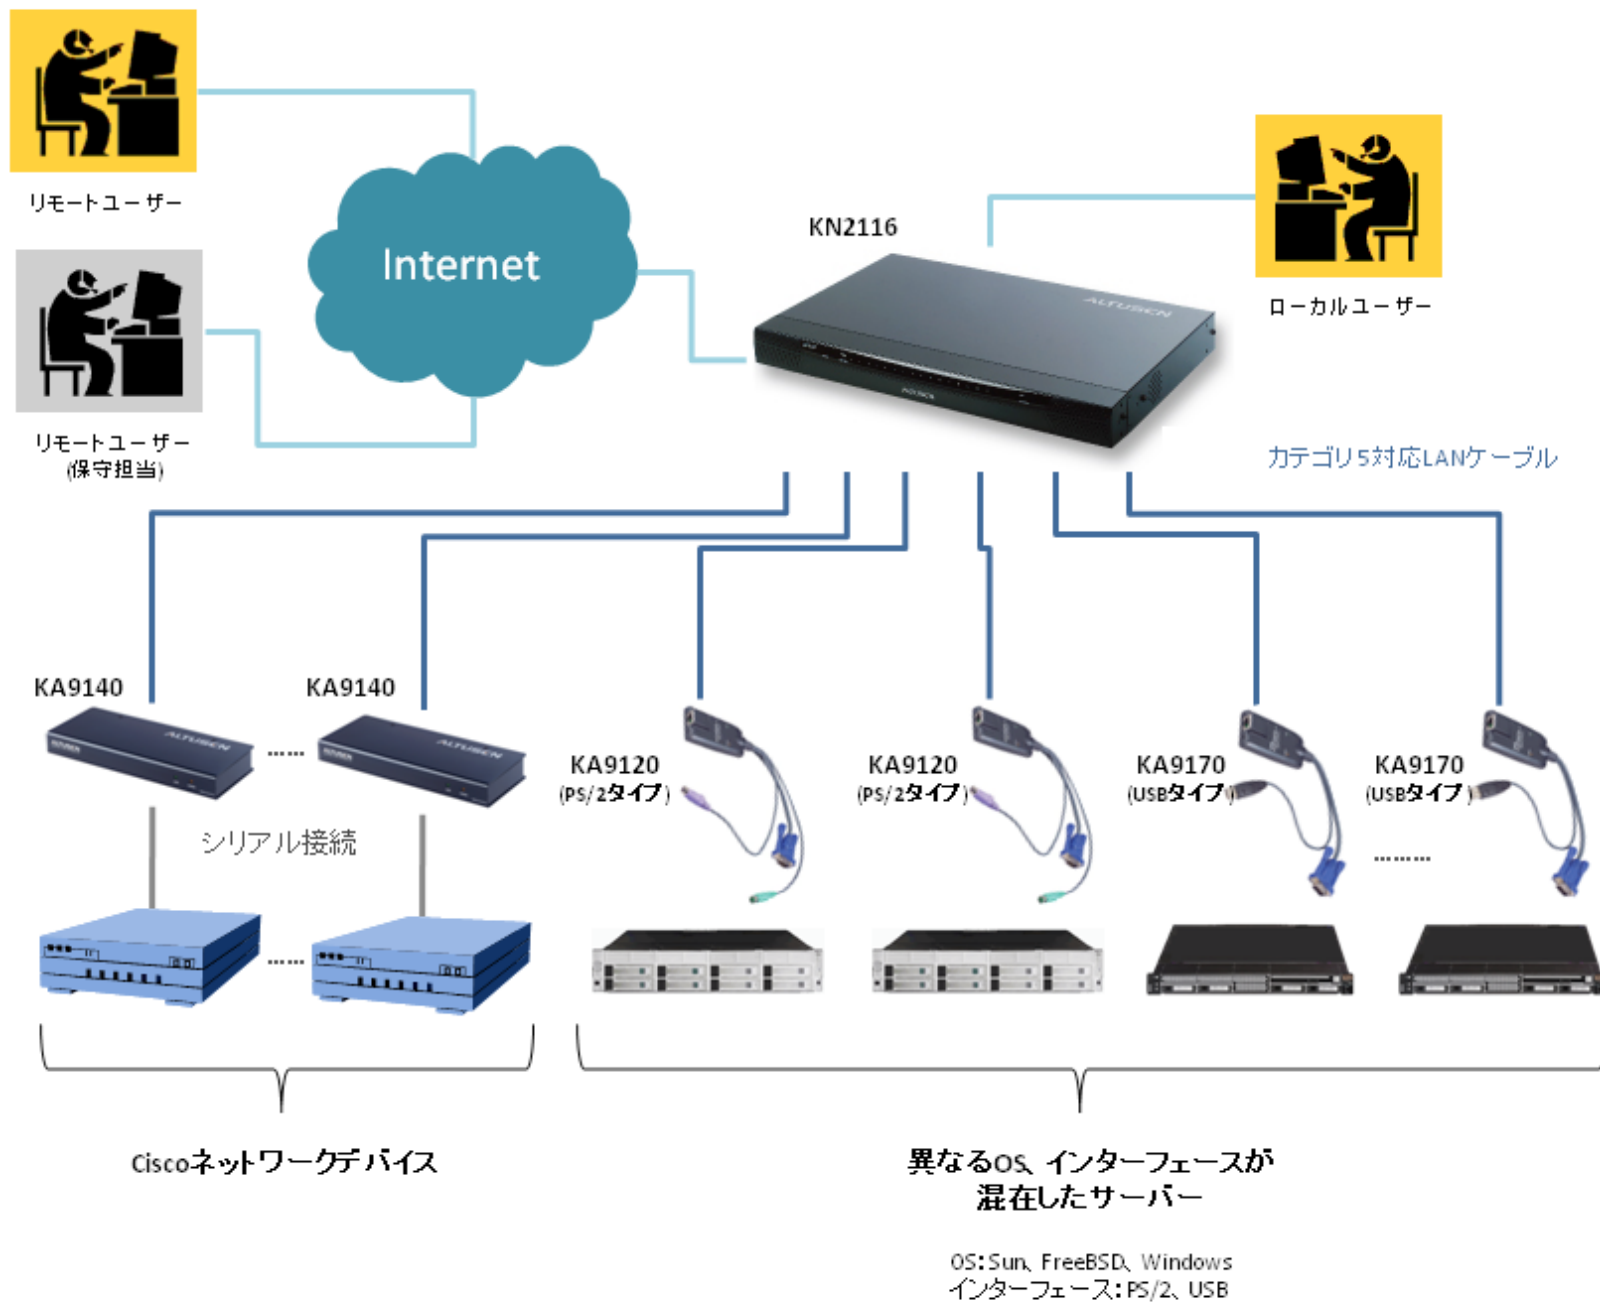 リモートユーザー
Internet
KN2116
ALTUSEN
ALTUSEN
ローカルユーザー
リモートユーザー
(保守担当)
カテゴリ5対応LANケーブル
KA9140
KA9140
ALTUSEN
ALTUSEN
ALTUSEN
ALTUSEN
……
KA9120
(PS/2タイプ)
KA9120
(PS/2タイプ)
KA9170
(USBタイプ)
KA9170
(USBタイプ)
シリアル接続
………
……
Ciscoネットワークデバイス
異なるOS、インターフェースが
混在したサーバー
OS:Sun、FreeBSD、Windows
インターフェース:PS/2、USB